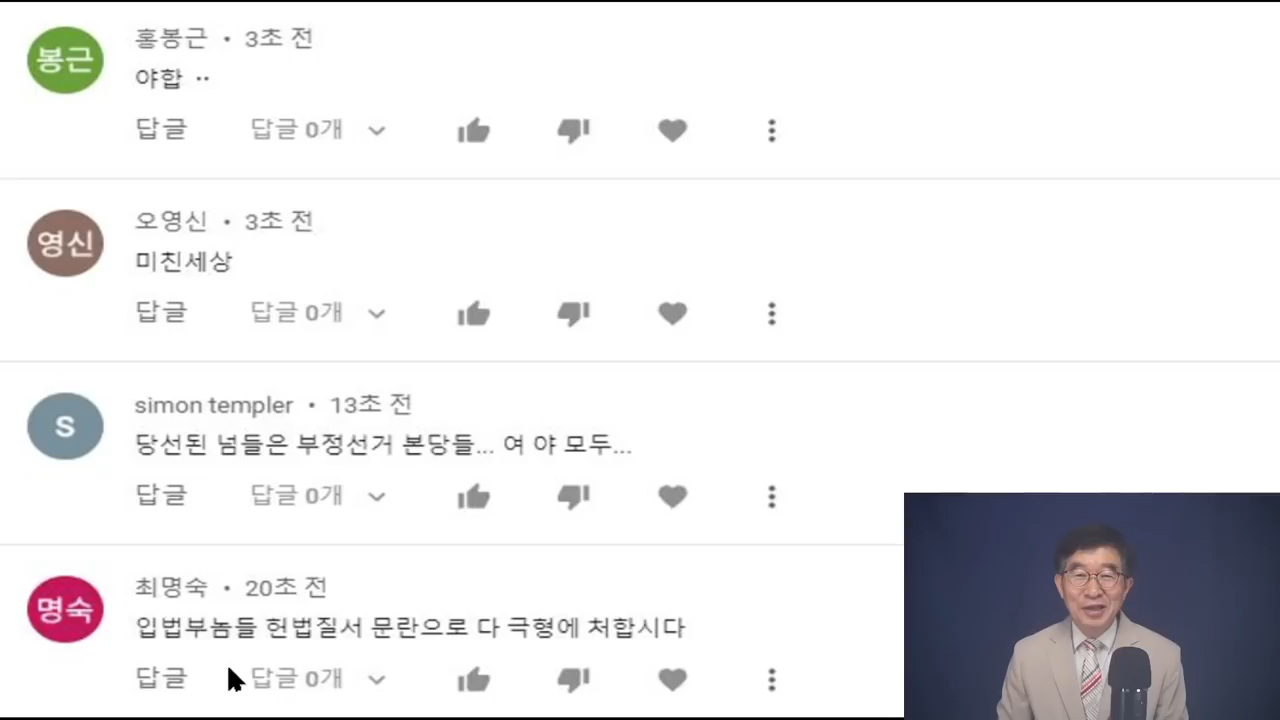 봉근
홍봉근 • 3초 전
야합 ··
답글 답글 0개
영신
오영신 • 3초 전
미친세상
답글 답글 0개
S
simon templer • 13초 전
당선된 넘들은 부정선거 본당들... 여 야 모두...
답글 답글 0개
명숙
최명숙 • 20초 전
입법부놈들 헌법질서 문란으로 다 극형에 처합시다
답글 답글 0개